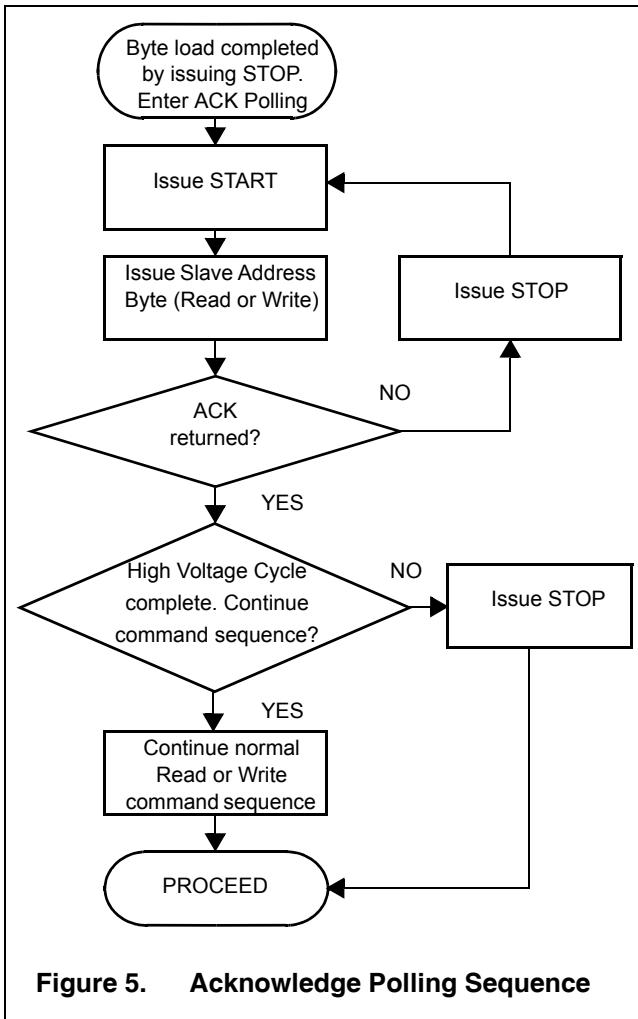 Byte load completed
by issuing STOP.
Enter ACK Polling
Issue START
Issue Slave Address
Byte (Read or Write)
Issue STOP
ACK
returned?
NO
YES
High Voltage Cycle
complete. Continue
command sequence?
NO
Issue STOP
YES
Continue normal
Read or Write
command sequence
PROCEED
Figure 5. Acknowledge Polling Sequence